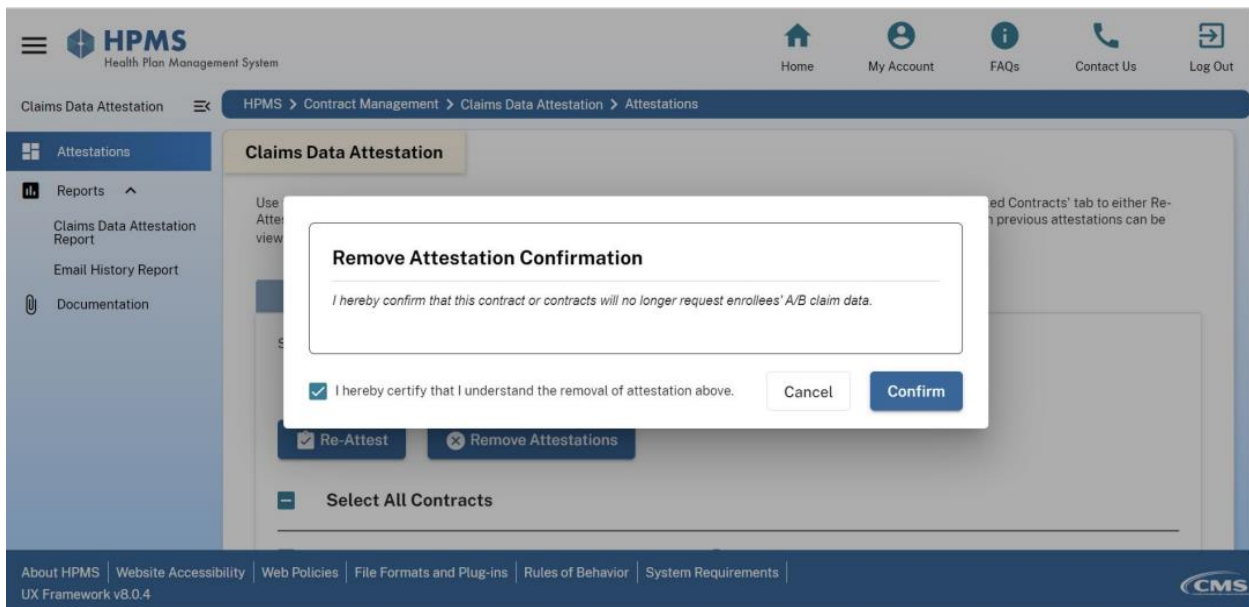 HPMS
Health Plan Management System
Home
My Account
FAQs
Contact Us
Log Out
Claims Data Attestation
HPMS > Contract Management > Claims Data Attestation > Attestations
Attestations
Reports
Claims Data Attestation
Report
Email History Report
Documentation
Claims Data Attestation
Use
ed Contracts' tab to either Re-
Atte
previous attestations can be
view
Remove Attestation Confirmation
I hereby confirm that this contract or contracts will no longer request enrollees' A/B claim data.
I hereby certify that I understand the removal of attestation above.
Cancel
Confirm
Re-Attest
Remove Attestations
Select All Contracts
About HPMS | Website Accessibility | Web Policies | File Formats and Plug-ins | Rules of Behavior | System Requirements |
UX Framework v8.0.4
CMS